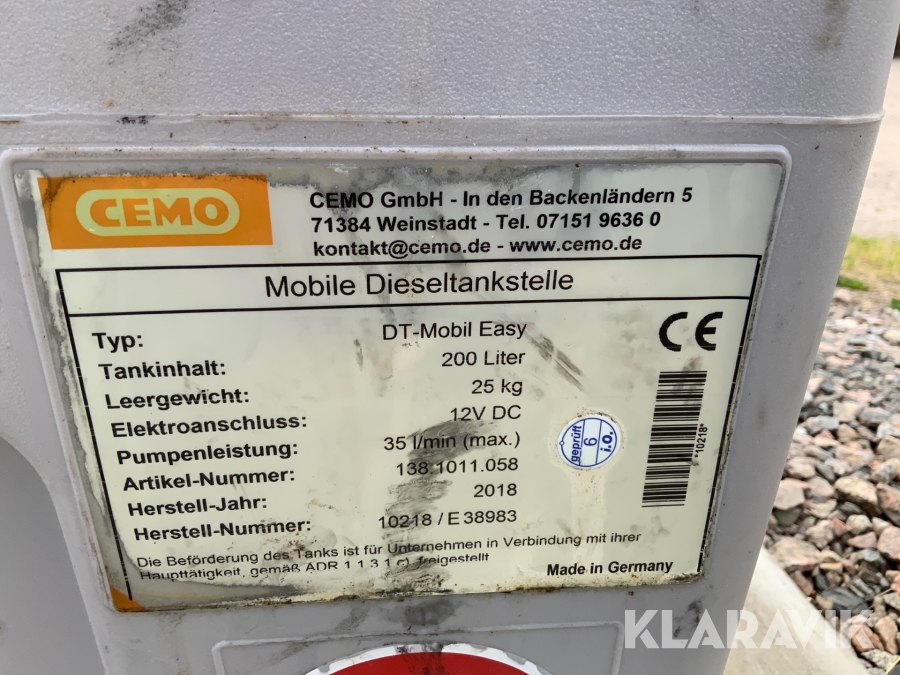 CEMO
CEMO GmbH - In den Backenländern 5
71384 Weinstadt - Tel. 07151 9636 0
kontakt@cemo.de - www.cemo.de
Mobile Dieseltankstelle
Typ: DT-Mobil Easy
Tankinhalt: 200 Liter
Leergewicht: 25 kg
Elektroanschluss: 12V DC
Pumpenleistung: 35 l/min (max.)
Artikel-Nummer: 138.1011.058
Herstell-Jahr: 2018
Herstell-Nummer: 10218 / E 38983
CE
geprüft 6 i.o.
*10218*
Die Beförderung des Tanks ist für Unternehmen in Verbindung mit ihrer
Haupttätigkeit, gemäß ADR 1.1.3.1 c) freigestellt
Made in Germany
KLARAVIK